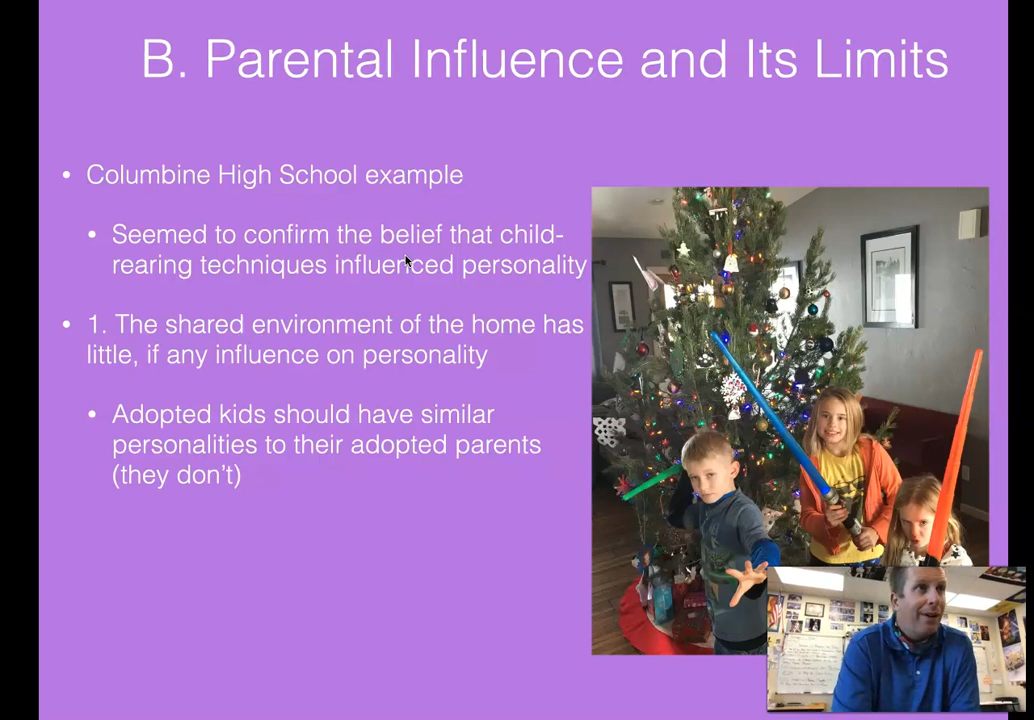 B. Parental Influence and Its Limits
• Columbine High School example
• Seemed to confirm the belief that child-
rearing techniques influenced personality
• 1. The shared environment of the home has
little, if any influence on personality
• Adopted kids should have similar
personalities to their adopted parents
(they don't)